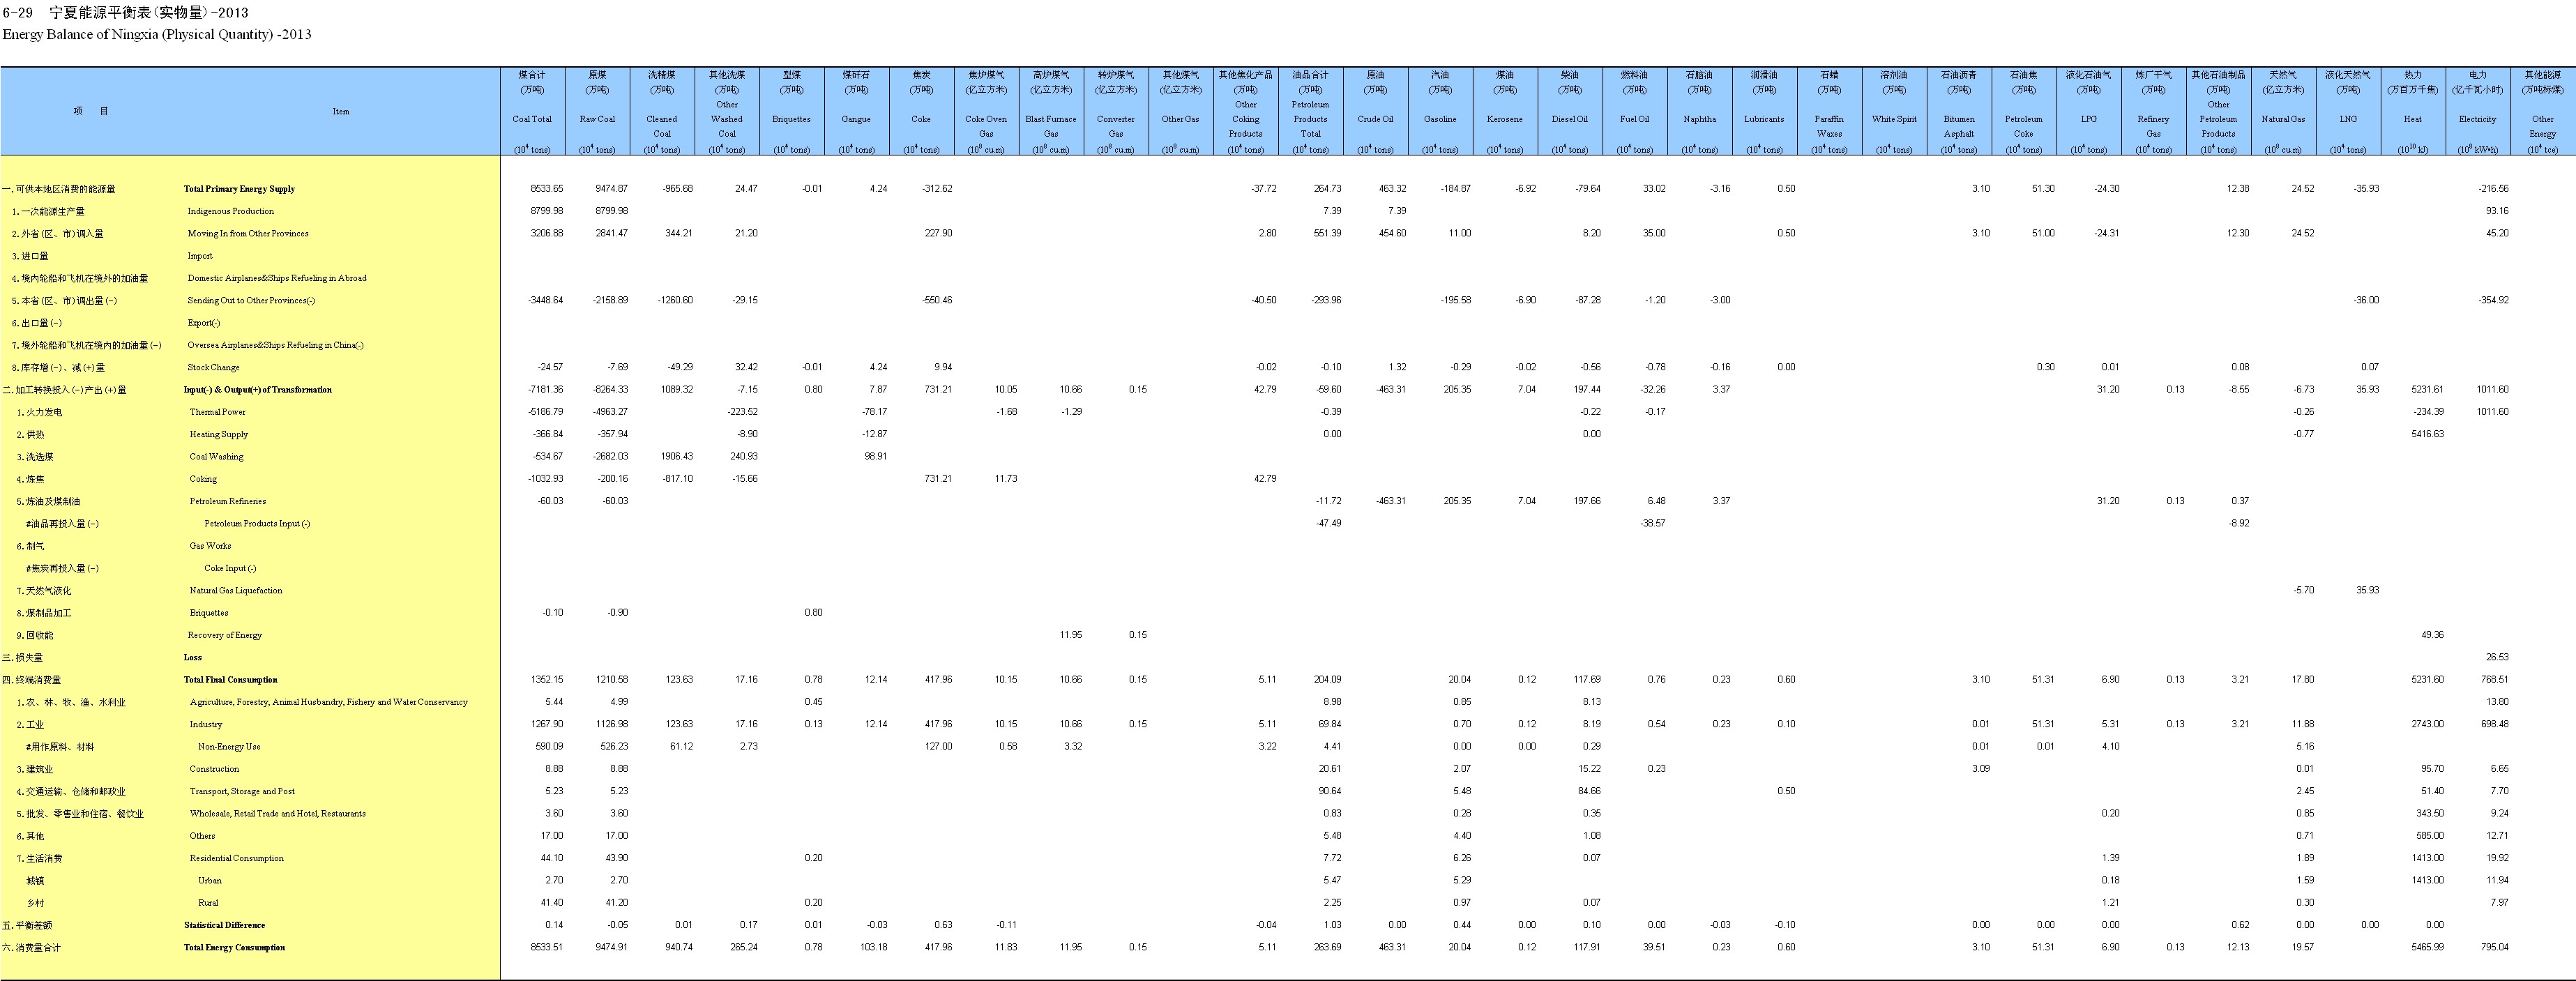 6-29 宁夏能源平衡表(实物量)-2013
Energy Balance of Ningxia (Physical Quantity) -2013
煤合计 原煤 洗精煤 其他洗煤 型煤 煤矸石 焦炭 焦炉煤气 高炉煤气 转炉煤气 其他煤气 其他焦化产品 油品合计 原油 汽油 煤油 柴油 燃料油 石脑油 润滑油 石蜡 溶剂油 石油沥青 石油焦 液化石油气 炼厂干气 其他石油制品 天然气 液化天然气 热力 电力 其他能源
(万吨) (万吨) (万吨) (万吨) (万吨) (万吨) (万吨) (亿立方米) (亿立方米) (亿立方米) (亿立方米) (万吨) (万吨) (万吨) (万吨) (万吨) (万吨) (万吨) (万吨) (万吨) (万吨) (万吨) (万吨) (万吨) (万吨) (万吨) (万吨) (亿立方米) (万吨) (万百万千焦) (亿千瓦小时) (万吨标煤)
项 目 Item
Coal Total Raw Coal Cleaned Coal Other Washed Coal Briquettes Gangue Coke Coke Oven Gas Blast Furnace Gas Converter Gas Other Gas Other Coking Products Petroleum Products Total Crude Oil Gasoline Kerosene Diesel Oil Fuel Oil Naphtha Lubricants Paraffin Waxes White Spirit Bitumen Asphalt Petroleum Coke LPG Refinery Gas Other Petroleum Products Natural Gas LNG Heat Electricity Other Energy
(10⁴ tons) (10⁴ tons) (10⁴ tons) (10⁴ tons) (10⁴ tons) (10⁴ tons) (10⁴ tons) (10⁸ cu.m) (10⁸ cu.m) (10⁸ cu.m) (10⁸ cu.m) (10⁴ tons) (10⁴ tons) (10⁴ tons) (10⁴ tons) (10⁴ tons) (10⁴ tons) (10⁴ tons) (10⁴ tons) (10⁴ tons) (10⁴ tons) (10⁴ tons) (10⁴ tons) (10⁴ tons) (10⁴ tons) (10⁴ tons) (10⁴ tons) (10⁸ cu.m) (10⁴ tons) (10¹⁰ kJ) (10⁸ kW•h) (10⁴ tce)
一.可供本地区消费的能源量 Total Primary Energy Supply 8533.65 9474.87 -965.68 24.47 -0.01 4.24 -312.62 -37.72 264.73 463.32 -184.87 -6.92 -79.64 33.02 -3.16 0.50 3.10 51.30 -24.30 12.38 24.52 -35.93 -216.56
1.一次能源生产量 Indigenous Production 8799.98 8799.98 7.39 7.39 93.16
2.外省(区、市)调入量 Moving In from Other Provinces 3206.88 2841.47 344.21 21.20 227.90 2.80 551.39 454.60 11.00 8.20 35.00 0.50 3.10 51.00 -24.31 12.30 24.52 45.20
3.进口量 Import
4.境内轮船和飞机在境外的加油量 Domestic Airplanes&Ships Refueling in Abroad
5.本省(区、市)调出量(-) Sending Out to Other Provinces(-) -3448.64 -2158.89 -1260.60 -29.15 -550.46 -40.50 -293.96 -195.58 -6.90 -87.28 -1.20 -3.00 -36.00 -354.92
6.出口量(-) Export(-)
7.境外轮船和飞机在境内的加油量(-) Oversea Airplanes&Ships Refueling in China(-)
8.库存增(-)、减(+)量 Stock Change -24.57 -7.69 -49.29 32.42 -0.01 4.24 9.94 -0.02 -0.10 1.32 -0.29 -0.02 -0.56 -0.78 -0.16 0.00 0.30 0.01 0.08 0.07
二.加工转换投入(-)产出(+)量 Input(-) & Output(+) of Transformation -7181.36 -8264.33 1089.32 -7.15 0.80 7.87 731.21 10.05 10.66 0.15 42.79 -59.60 -463.31 205.35 7.04 197.44 -32.26 3.37 31.20 0.13 -8.55 -6.73 35.93 5231.61 1011.60
1.火力发电 Thermal Power -5186.79 -4963.27 -223.52 -78.17 -1.68 -1.29 -0.39 -0.22 -0.17 -0.26 -234.39 1011.60
2.供热 Heating Supply -366.84 -357.94 -8.90 -12.87 0.00 0.00 -0.77 5416.63
3.洗选煤 Coal Washing -534.67 -2682.03 1906.43 240.93 98.91
4.炼焦 Coking -1032.93 -200.16 -817.10 -15.66 731.21 11.73 42.79
5.炼油及煤制油 Petroleum Refineries -60.03 -60.03 -11.72 -463.31 205.35 7.04 197.66 6.48 3.37 31.20 0.13 0.37
#油品再投入量(-) Petroleum Products Input (-) -47.49 -38.57 -8.92
6.制气 Gas Works
#焦炭再投入量(-) Coke Input (-)
7.天然气液化 Natural Gas Liquefaction -5.70 35.93
8.煤制品加工 Briquettes -0.10 -0.90 0.80
9.回收能 Recovery of Energy 11.95 0.15 49.36
三.损失量 Loss 26.53
四.终端消费量 Total Final Consumption 1352.15 1210.58 123.63 17.16 0.78 12.14 417.96 10.15 10.66 0.15 5.11 204.09 20.04 0.12 117.69 0.76 0.23 0.60 3.10 51.31 6.90 0.13 3.21 17.80 5231.60 768.51
1.农、林、牧、渔、水利业 Agriculture, Forestry, Animal Husbandry, Fishery and Water Conservancy 5.44 4.99 0.45 8.98 0.85 8.13 13.80
2.工业 Industry 1267.90 1126.98 123.63 17.16 0.13 12.14 417.96 10.15 10.66 0.15 5.11 69.84 0.70 0.12 8.19 0.54 0.23 0.10 0.01 51.31 5.31 0.13 3.21 11.88 2743.00 698.48
#用作原料、材料 Non-Energy Use 590.09 526.23 61.12 2.73 127.00 0.58 3.32 3.22 4.41 0.00 0.00 0.29 0.01 0.01 4.10 5.16
3.建筑业 Construction 8.88 8.88 20.61 2.07 15.22 0.23 3.09 0.01 95.70 6.65
4.交通运输、仓储和邮政业 Transport, Storage and Post 5.23 5.23 90.64 5.48 84.66 0.50 2.45 51.40 7.70
5.批发、零售业和住宿、餐饮业 Wholesale, Retail Trade and Hotel, Restaurants 3.60 3.60 0.83 0.28 0.35 0.20 0.85 343.50 9.24
6.其他 Others 17.00 17.00 5.48 4.40 1.08 0.71 585.00 12.71
7.生活消费 Residential Consumption 44.10 43.90 0.20 7.72 6.26 0.07 1.39 1.89 1413.00 19.92
城镇 Urban 2.70 2.70 5.47 5.29 0.18 1.59 1413.00 11.94
乡村 Rural 41.40 41.20 0.20 2.25 0.97 0.07 1.21 0.30 7.97
五.平衡差额 Statistical Difference 0.14 -0.05 0.01 0.17 0.01 -0.03 0.63 -0.11 -0.04 1.03 0.00 0.44 0.00 0.10 0.00 -0.03 -0.10 0.00 0.00 0.00 0.62 0.00 0.00 0.00
六.消费量合计 Total Energy Consumption 8533.51 9474.91 940.74 265.24 0.78 103.18 417.96 11.83 11.95 0.15 5.11 263.69 463.31 20.04 0.12 117.91 39.51 0.23 0.60 3.10 51.31 6.90 0.13 12.13 19.57 5465.99 795.04